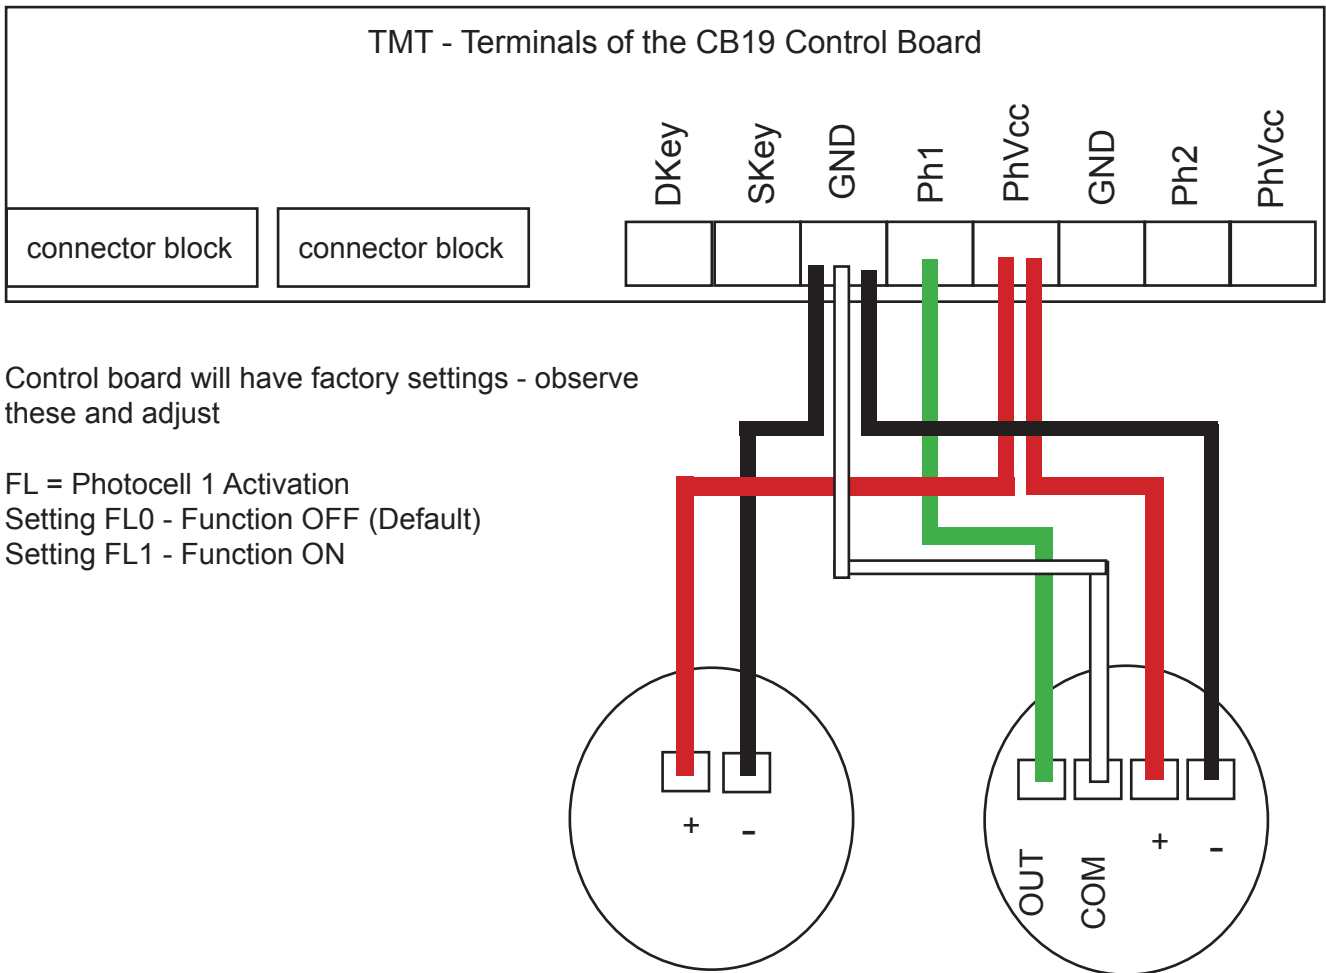 TMT - Terminals of the CB19 Control Board
DKey
SKey
GND
Ph1
PhVcc
GND
Ph2
PhVcc
connector block
connector block
Control board will have factory settings - observe
these and adjust
FL = Photocell 1 Activation
Setting FL0 - Function OFF (Default)
Setting FL1 - Function ON
+
-
OUT
COM
+
-